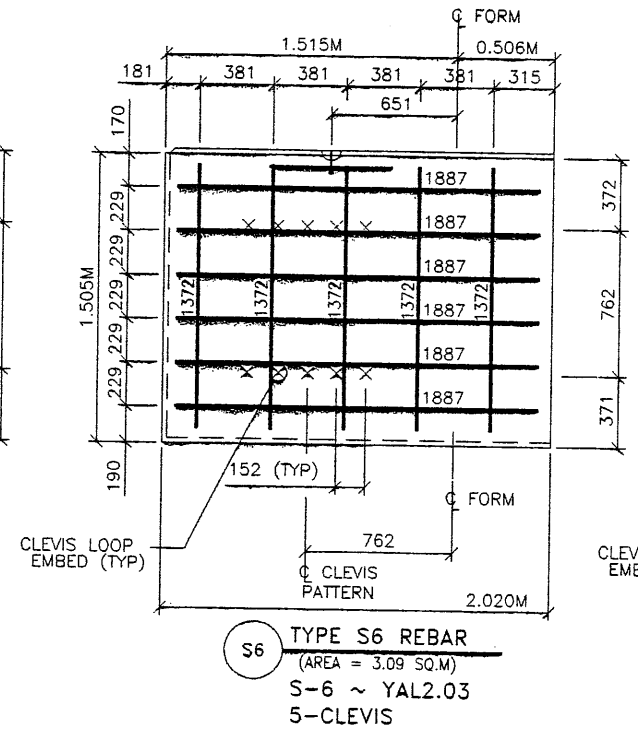 ℄ FORM
1.515M 0.506M
181 381 381 381 381 315
651
170
229
229
229
229
229
190
1.505M
372
762
371
1887
1887
1887
1887
1887
1887
1372 1372 1372 1372 1372
152 (TYP)
℄ FORM
762
CLEVIS LOOP
EMBED (TYP)
℄ CLEVIS
PATTERN
2.020M
CLEV
EMB
S6
TYPE S6 REBAR
(AREA = 3.09 SQ.M)
S-6 ~ YAL2.03
5-CLEVIS